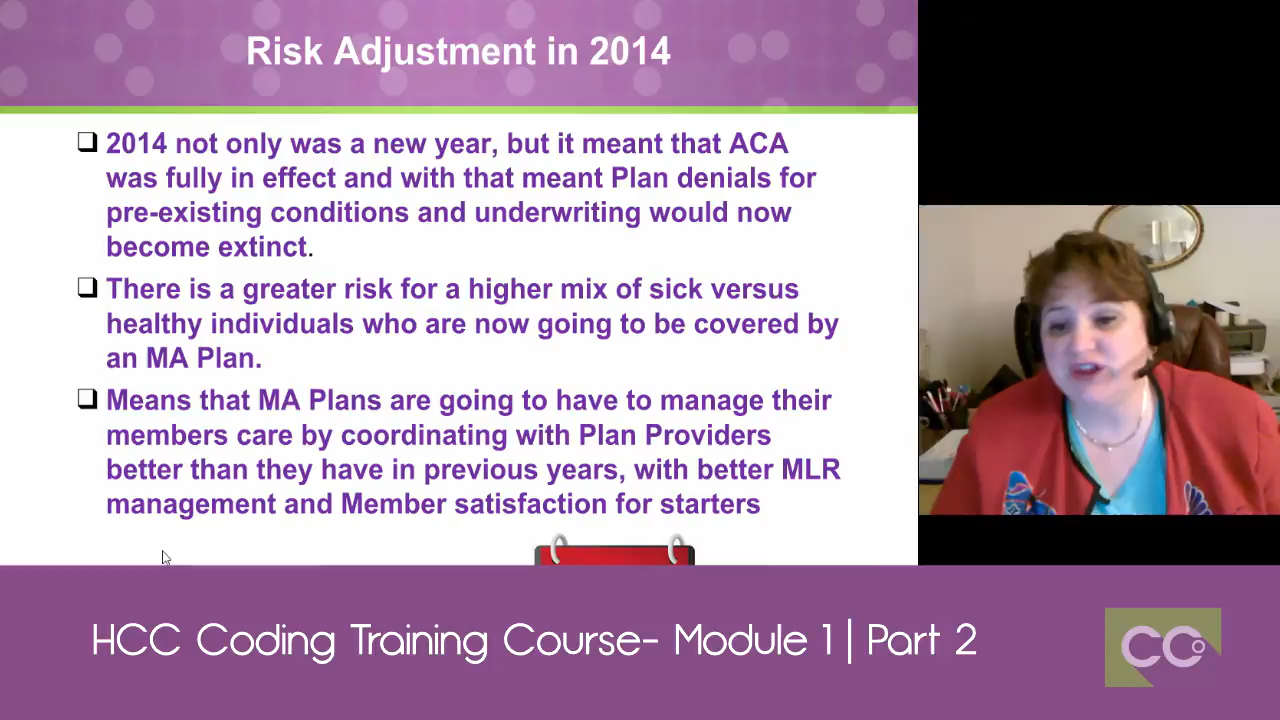 Risk Adjustment in 2014
2014 not only was a new year, but it meant that ACA
was fully in effect and with that meant Plan denials for
pre-existing conditions and underwriting would now
become extinct.
There is a greater risk for a higher mix of sick versus
healthy individuals who are now going to be covered by
an MA Plan.
Means that MA Plans are going to have to manage their
members care by coordinating with Plan Providers
better than they have in previous years, with better MLR
management and Member satisfaction for starters
HCC Coding Training Course- Module 1 | Part 2
CCO